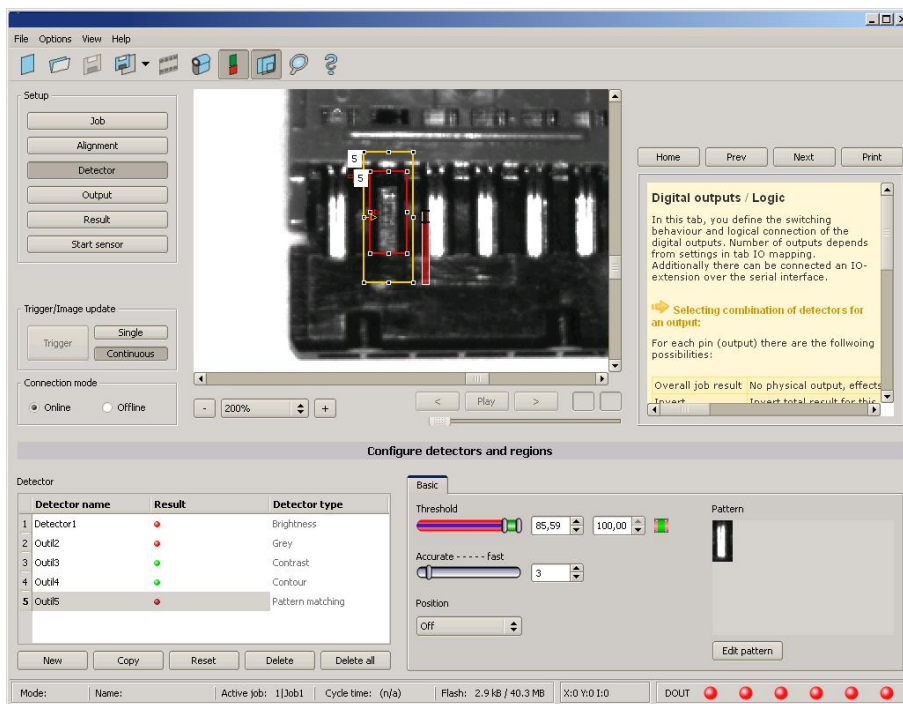 File Options View Help
Setup
Job
Alignment
Detector
Output
Result
Start sensor
Trigger/Image update
Trigger
Single
Continuous
Connection mode
Online Offline
5
5
- 200% +
< Play >
Home Prev Next Print
Digital outputs / Logic
In this tab, you define the switching
behaviour and logical connection of the
digital outputs. Number of outputs depends
from settings in tab IO mapping.
Additionally there can be connected an IO-
extension over the serial interface.
Selecting combination of detectors for
an output:
For each pin (output) there are the follwoing
possibilities:
Overall job result No physical output, effects
Invert Invert total result for this
Configure detectors and regions
Detector
Detector name Result Detector type
1 Detector1 Brightness
2 Outil2 Grey
3 Outil3 Contrast
4 Outil4 Contour
5 Outil5 Pattern matching
New Copy Reset Delete Delete all
Basic
Threshold
85,59 100,00
Accurate - - - - - fast
3
Position
Off
Pattern
Edit pattern
Mode: Name: Active job: 1|Job1 Cycle time: (n/a) Flash: 2.9 kB / 40.3 MB X:0 Y:0 I:0 DOUT